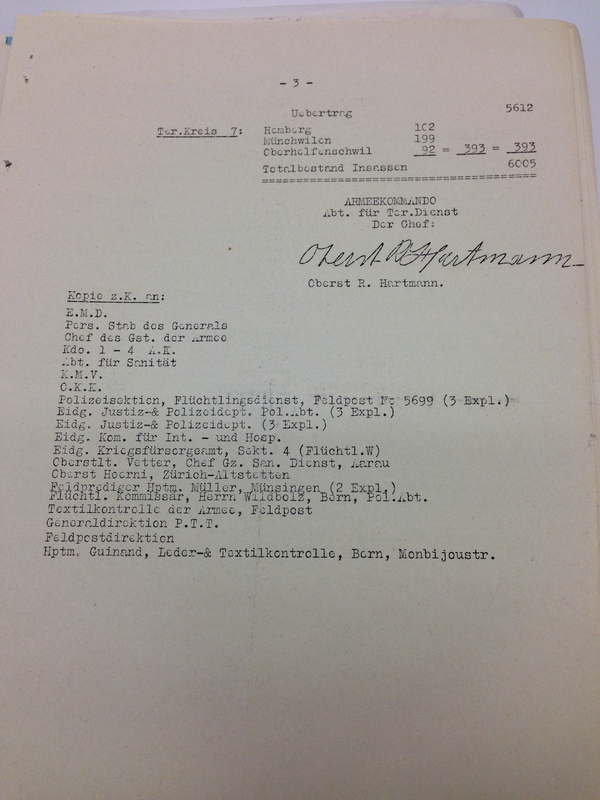 - 3 -
Uebertrag 5612
Ter.Kreis 7: Hemberg 102
Münchwilen 199
Oberhelfenschwil 92 = 393 = 393
Totalbestand Insassen 6005
ARMEEKOMMANDO
Abt. für Ter.Dienst
Der Chef:
Oberst R. Hartmann
Oberst R. Hartmann.
Kopie z.K. an:
E.M.D.
Pers. Stab des Generals
Chef des Gst. der Armee
Kdo. 1 - 4 A.K.
Abt. für Sanität
K.M.V.
O.K.K.
Polizeisektion, Flüchtlingsdienst, Feldpost No 5699 (3 Expl.)
Eidg. Justiz-& Polizeidept. Pol.Abt. (3 Expl.)
Eidg. Justiz-& Polizeidept. (3 Expl.)
Eidg. Kom. für Int. - und Hosp.
Eidg. Kriegsfürsorgeamt, Sekt. 4 (Flüchtl.W)
Oberstlt. Vetter, Chef Gz. San. Dienst, Aarau
Oberst Hoerni, Zürich-Altstetten
Feldprediger Hptm. Müller, Münsingen (2 Expl.)
Flüchtl. Kommissär, Herrn Wildbolz, Bern, Pol.Abt.
Textilkontrolle der Armee, Feldpost
Generaldirektion P.T.T.
Feldpostdirektion
Hptm. Guinand, Leder-& Textilkontrolle, Bern, Monbijoustr.